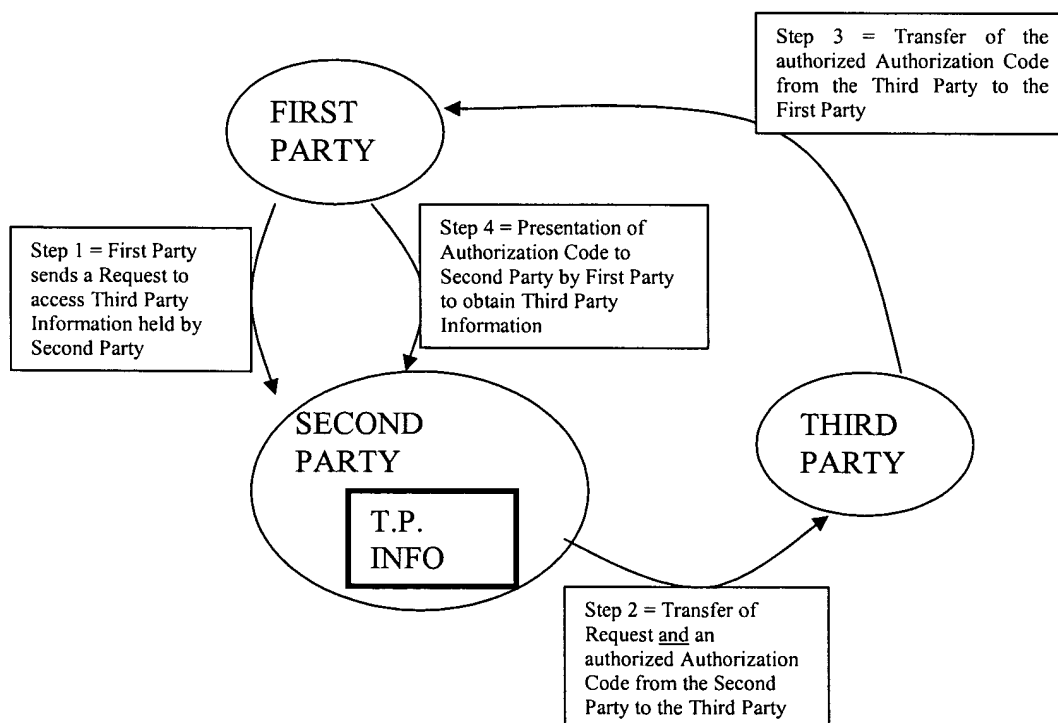 Step 3 = Transfer of the
authorized Authorization Code
from the Third Party to the
First Party
FIRST
PARTY
Step 1 = First Party
sends a Request to
access Third Party
Information held by
Second Party
Step 4 = Presentation of
Authorization Code to
Second Party by First Party
to obtain Third Party
Information
SECOND
PARTY
T.P.
INFO
THIRD
PARTY
Step 2 = Transfer of
Request and an
authorized Authorization
Code from the Second
Party to the Third Party